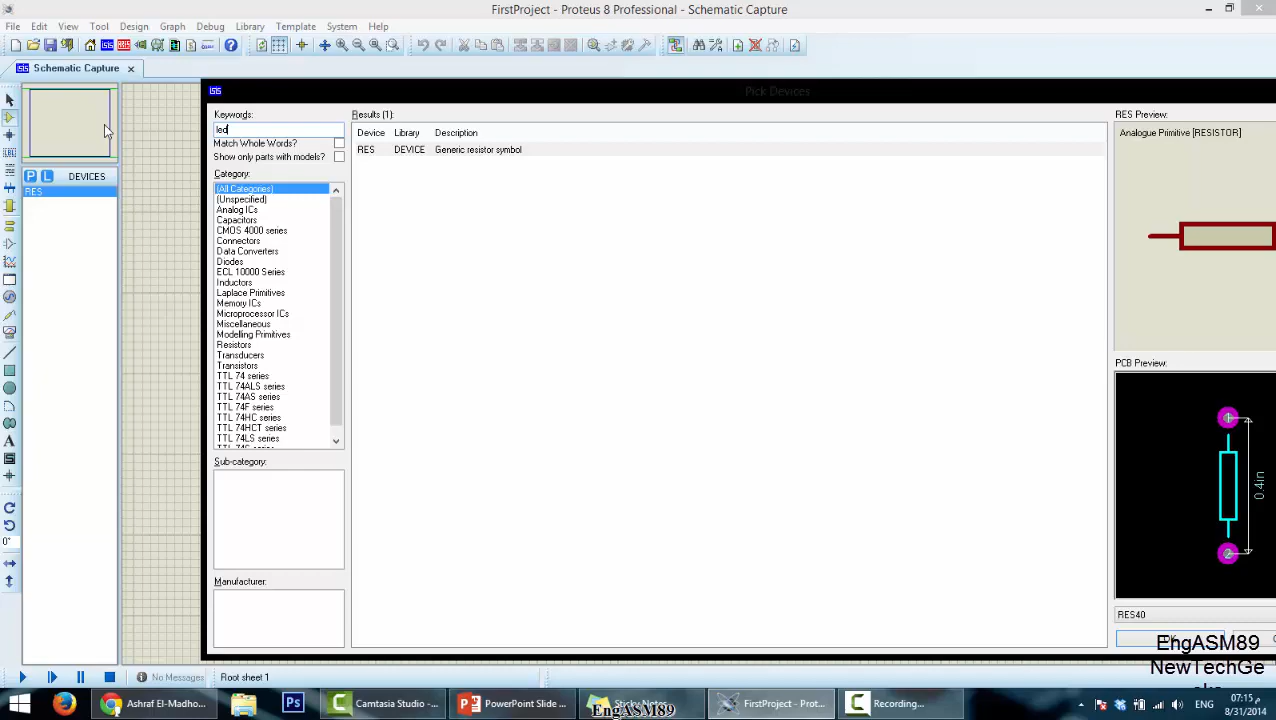 FirstProject - Proteus 8 Professional - Schematic Capture
File Edit View Tool Design Graph Debug Library Template System Help
Schematic Capture
Pick Devices
Keywords:
led
Match Whole Words?
Show only parts with models?
Category:
(All Categories)
(Unspecified)
Analog ICs
Capacitors
CMOS 4000 series
Connectors
Data Converters
Diodes
ECL 10000 Series
Inductors
Laplace Primitives
Memory ICs
Microprocessor ICs
Miscellaneous
Modelling Primitives
Resistors
Transducers
Transistors
TTL 74 series
TTL 74ALS series
TTL 74AS series
TTL 74F series
TTL 74HC series
TTL 74HCT series
TTL 74LS series
Sub-category:
Manufacturer:
Results (1):
Device Library Description
RES DEVICE Generic resistor symbol
RES Preview:
Analogue Primitive [RESISTOR]
PCB Preview:
0.4in
RES40
P L DEVICES
RES
0°
No Messages
Root sheet 1
EngASM89
NewTechGe
Ashraf El-Madho...
Camtasia Studio -...
PowerPoint Slide ...
EngASM89
FirstProject - Prot...
Recording...
ENG
٠٧:١٥ م
8/31/2014